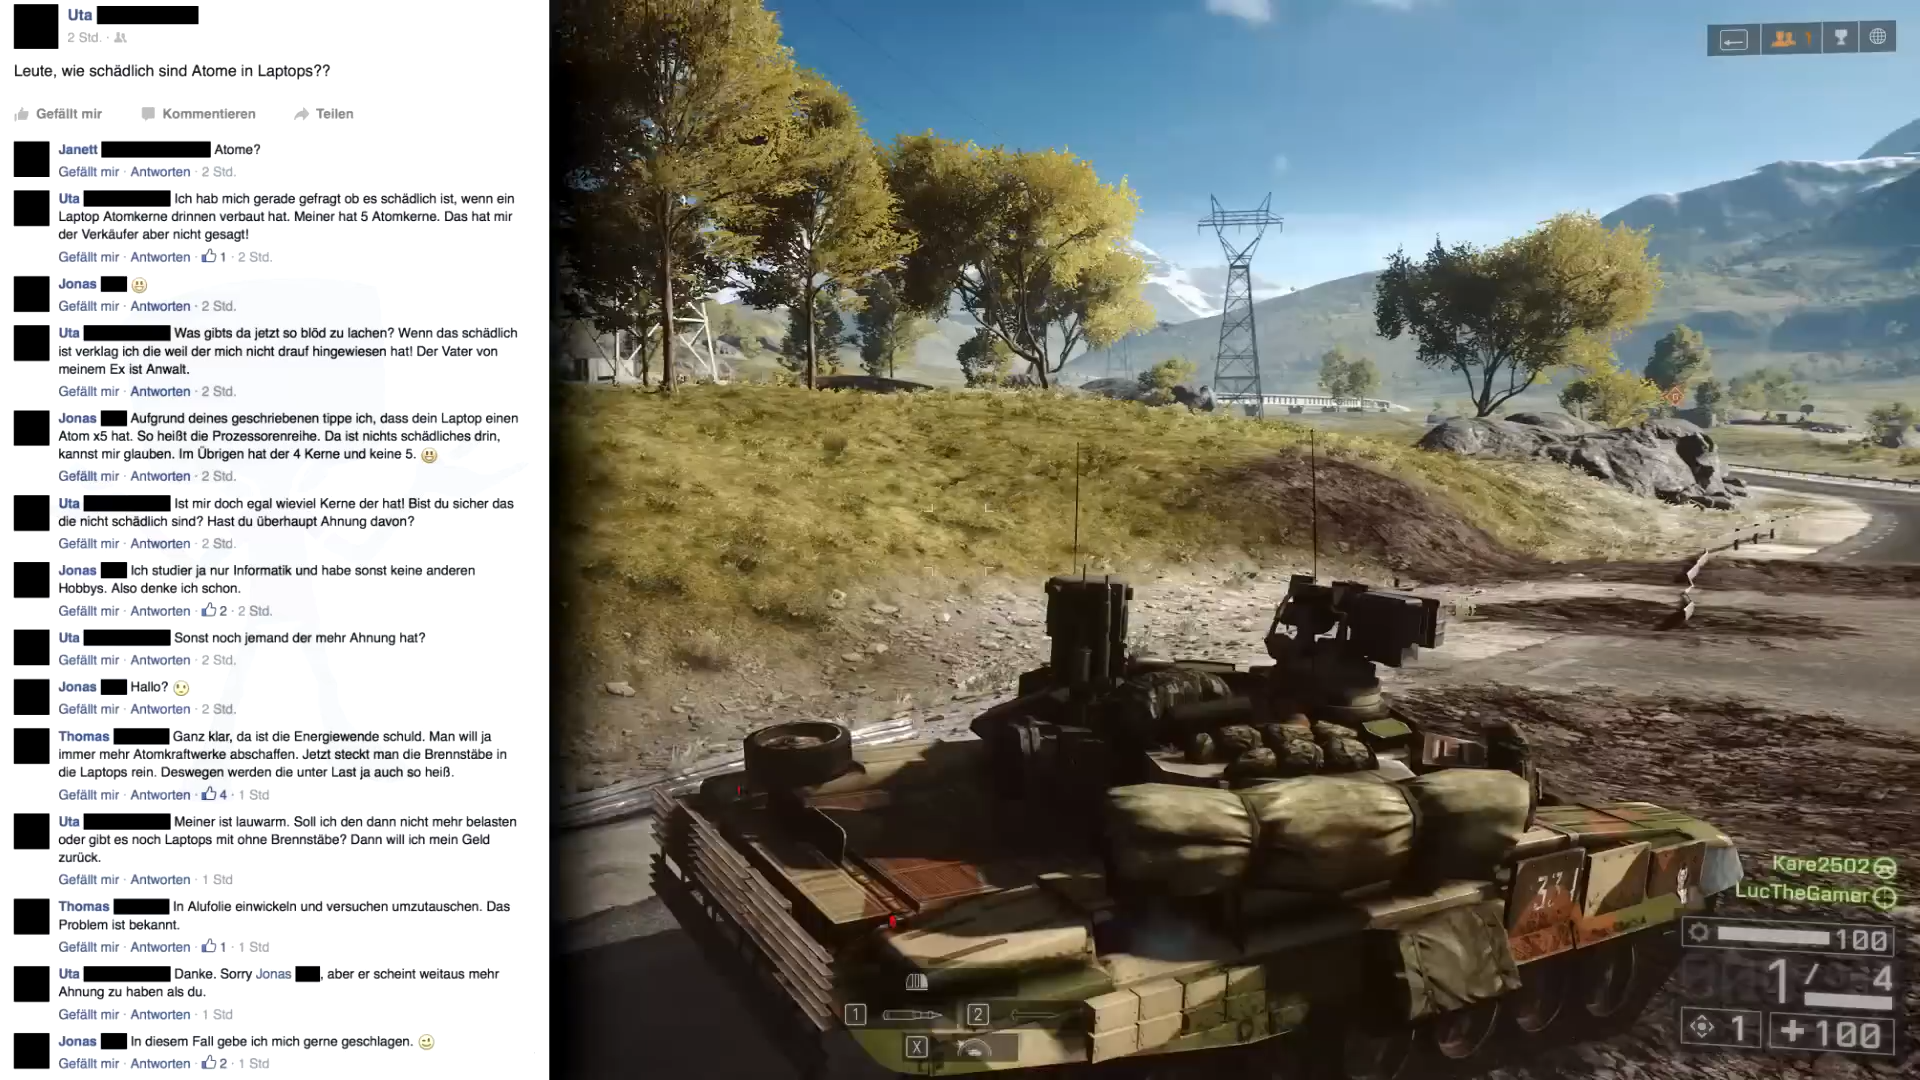 Uta
2 Std.
Leute, wie schädlich sind Atome in Laptops??
Gefällt mir Kommentieren Teilen
Janett Atome?
Gefällt mir · Antworten · 2 Std.
Uta Ich hab mich gerade gefragt ob es schädlich ist, wenn ein
Laptop Atomkerne drinnen verbaut hat. Meiner hat 5 Atomkerne. Das hat mir
der Verkäufer aber nicht gesagt!
Gefällt mir · Antworten · 1 · 2 Std.
Jonas
Gefällt mir · Antworten · 2 Std.
Uta Was gibts da jetzt so blöd zu lachen? Wenn das schädlich
ist verklag ich die weil der mich nicht drauf hingewiesen hat! Der Vater von
meinem Ex ist Anwalt.
Gefällt mir · Antworten · 2 Std.
Jonas Aufgrund deines geschriebenen tippe ich, dass dein Laptop einen
Atom x5 hat. So heißt die Prozessorenreihe. Da ist nichts schädliches drin,
kannst mir glauben. Im Übrigen hat der 4 Kerne und keine 5.
Gefällt mir · Antworten · 2 Std.
Uta Ist mir doch egal wieviel Kerne der hat! Bist du sicher das
die nicht schädlich sind? Hast du überhaupt Ahnung davon?
Gefällt mir · Antworten · 2 Std.
Jonas Ich studier ja nur Informatik und habe sonst keine anderen
Hobbys. Also denke ich schon.
Gefällt mir · Antworten · 2 · 2 Std.
Uta Sonst noch jemand der mehr Ahnung hat?
Gefällt mir · Antworten · 2 Std.
Jonas Hallo?
Gefällt mir · Antworten · 2 Std.
Thomas Ganz klar, da ist die Energiewende schuld. Man will ja
immer mehr Atomkraftwerke abschaffen. Jetzt steckt man die Brennstäbe in
die Laptops rein. Deswegen werden die unter Last ja auch so heiß.
Gefällt mir · Antworten · 4 · 1 Std
Uta Meiner ist lauwarm. Soll ich den dann nicht mehr belasten
oder gibt es noch Laptops mit ohne Brennstäbe? Dann will ich mein Geld
zurück.
Gefällt mir · Antworten · 1 Std
Thomas In Alufolie einwickeln und versuchen umzutauschen. Das
Problem ist bekannt.
Gefällt mir · Antworten · 1 · 1 Std
Uta Danke. Sorry Jonas , aber er scheint weitaus mehr
Ahnung zu haben als du.
Gefällt mir · Antworten · 1 Std
Jonas In diesem Fall gebe ich mich gerne geschlagen.
Gefällt mir · Antworten · 2 · 1 Std
1
331
Kare2502
LucTheGamer
100
1 / 4
1 +100
1 2
X